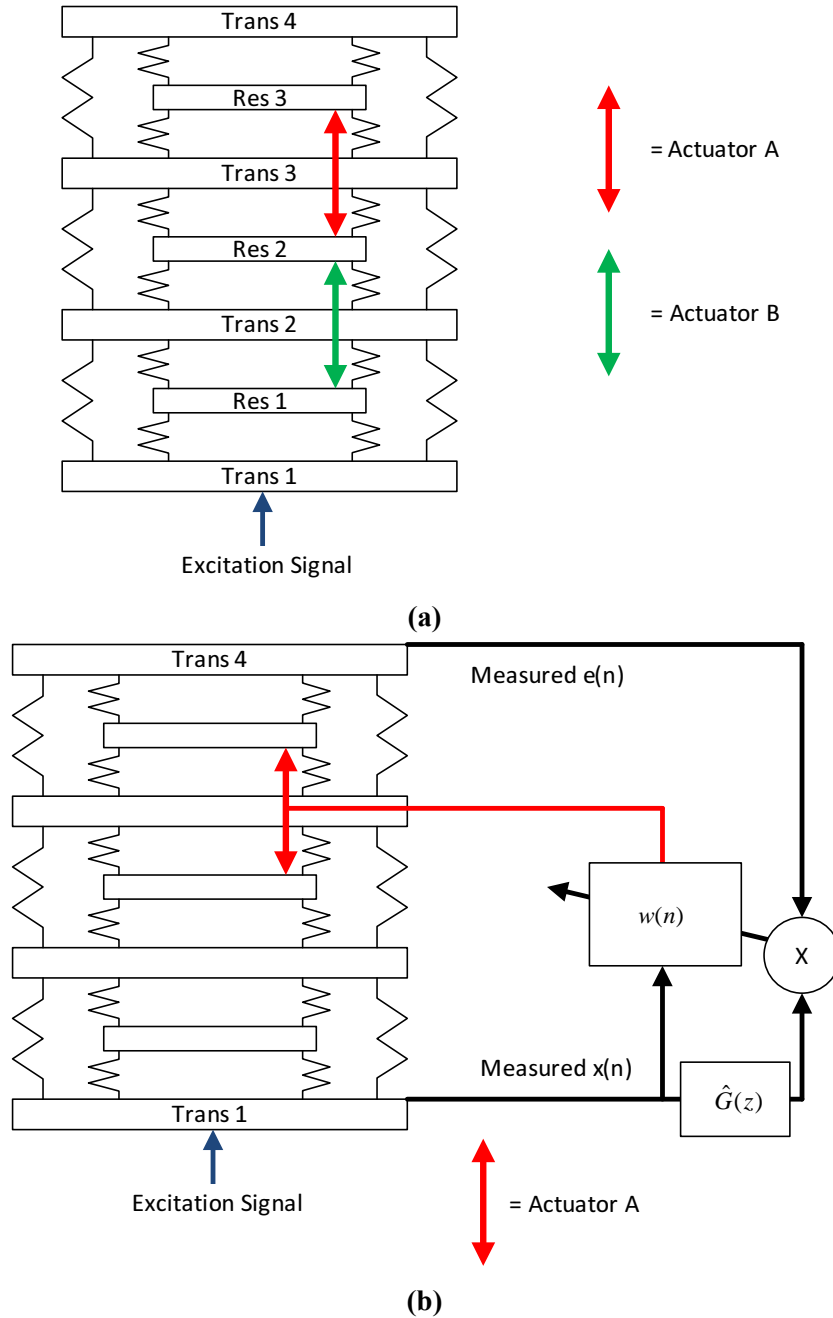 Trans 4
Res 3
= Actuator A
Trans 3
Res 2
= Actuator B
Trans 2
Res 1
Trans 1
Excitation Signal
(a)
Trans 4
Measured e(n)
w(n)
X
Measured x(n)
Ĝ(z)
Trans 1
Excitation Signal
= Actuator A
(b)